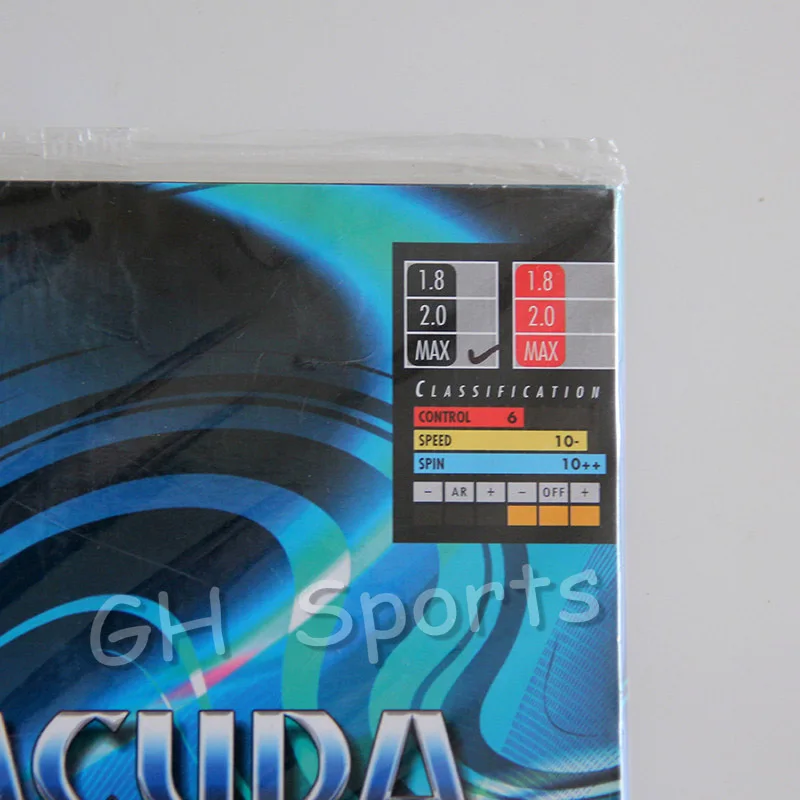 1.8 1.8
2.0 2.0
MAX ✓ MAX
CLASSIFICATION
CONTROL 6
SPEED 10-
SPIN 10++
- AR + - OFF +
GH Sports
ACUDA